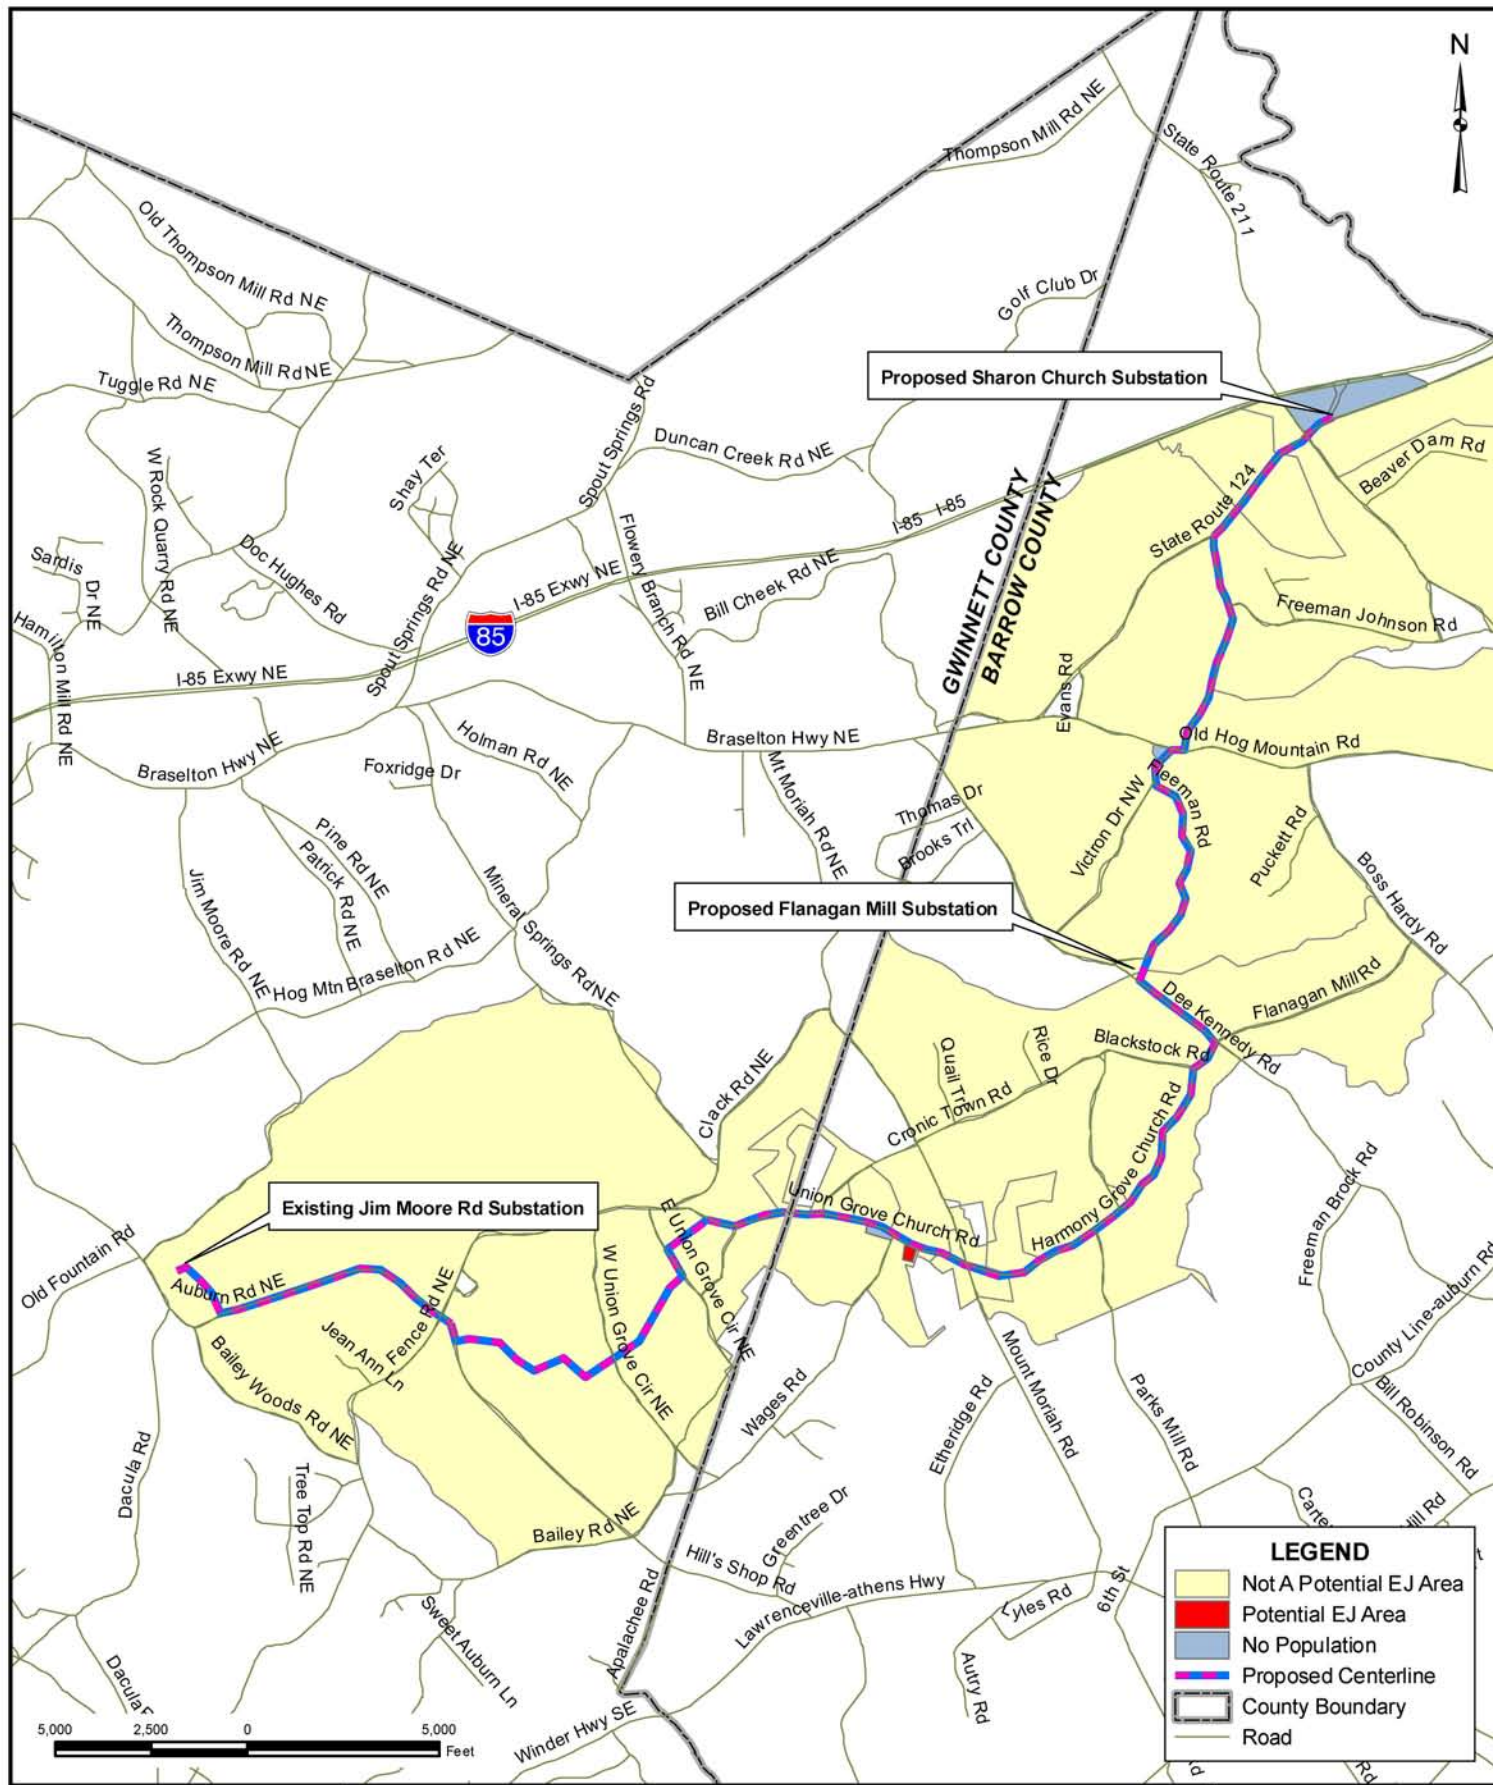 N
Thompson Mill Rd NE
State Route 211
Old Thompson Mill Rd NE
Golf Club Dr
Thompson Mill Rd NE
Proposed Sharon Church Substation
Tuggle Rd NE
Spout Springs Rd
Duncan Creek Rd NE
Beaver Dam Rd
W Rock Quarry Rd NE
Shay Ter
State Route 124
GWINNETT COUNTY
BARROW COUNTY
I-85
I-85
Flowery Branch Rd NE
Sardis Dr NE
Doc Hughes Rd
Spout Springs Rd NE
I-85 Exwy NE
Bill Cheek Rd NE
Freeman Johnson Rd
85
Hamilton Mill Rd NE
I-85 Exwy NE
Evans Rd
Braselton Hwy NE
Old Hog Mountain Rd
Holman Rd NE
Braselton Hwy NE
Foxridge Dr
Mt Moriah Rd NE
Freeman Rd
Thomas Dr
Victron Dr NW
Brooks Trl
Puckett Rd
Pine Rd NE
Patrick Rd NE
Jim Moore Rd NE
Mineral Springs Rd NE
Boss Hardy Rd
Proposed Flanagan Mill Substation
Hog Mtn Braselton Rd NE
Dee Kennedy Rd
Flanagan Mill Rd
Quail Trl
Rice Dr
Blackstock Rd
Clack Rd NE
Cronic Town Rd
Harmony Grove Church Rd
Freeman Brock Rd
Existing Jim Moore Rd Substation
Union Grove Church Rd
E Union Grove Cir NE
W Union Grove Cir NE
Old Fountain Rd
Auburn Rd NE
Fence Rd NE
Jean Ann Ln
County Line-auburn Rd
Bailey Woods Rd NE
Wages Rd
Mount Moriah Rd
Etheridge Rd
Parks Mill Rd
Bill Robinson Rd
Dacula Rd
Tree Top Rd NE
Bailey Rd NE
Greentree Dr
Hill's Shop Rd
Lawrenceville-athens Hwy
6th St
Kyles Rd
Sweet Auburn Ln
Apalachee Rd
Autry Rd
Winder Hwy SE
LEGEND
Not A Potential EJ Area
Potential EJ Area
No Population
Proposed Centerline
County Boundary
Road
5,000 2,500 0 5,000
Feet